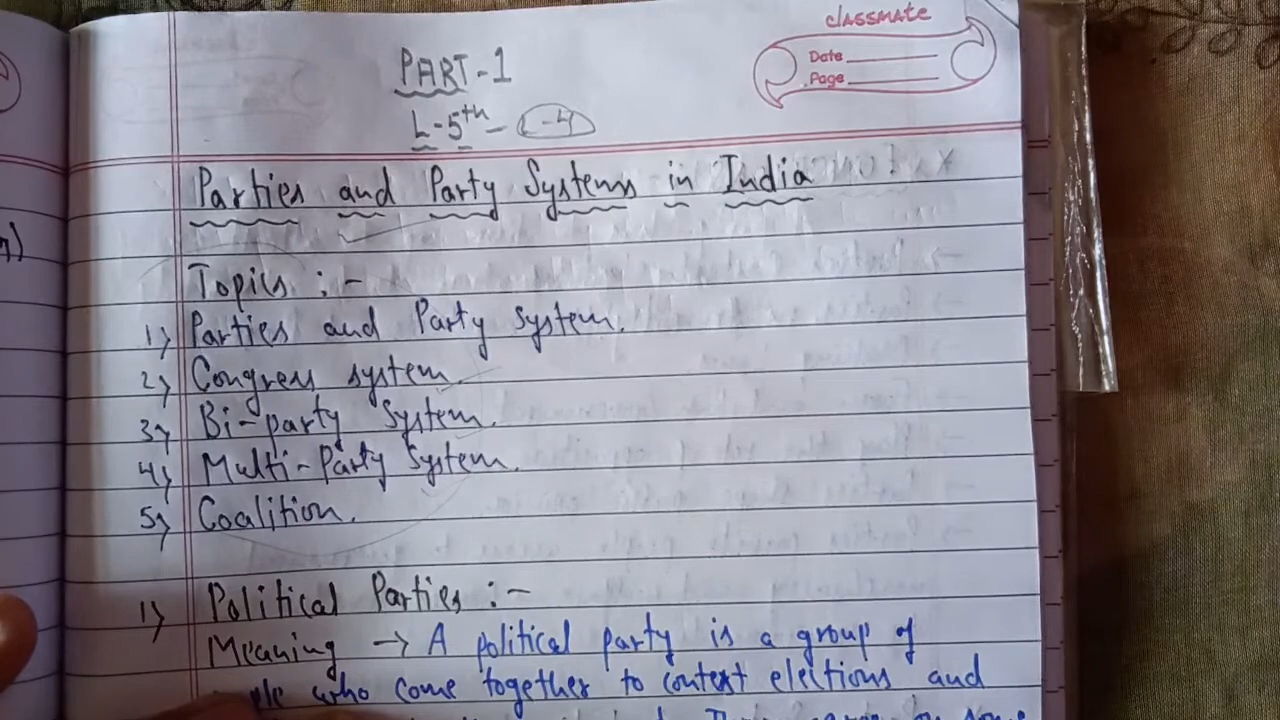 classmate
Date
Page
PART-1
L-5th - (-4)
Parties and Party Systems in India
Topics :-
1) Parties and Party System.
2) Congress system
3) Bi-party System.
4) Multi-Party System.
5) Coalition.
1) Political Parties :-
Meaning → A political party is a group of
who come together to contest elections and